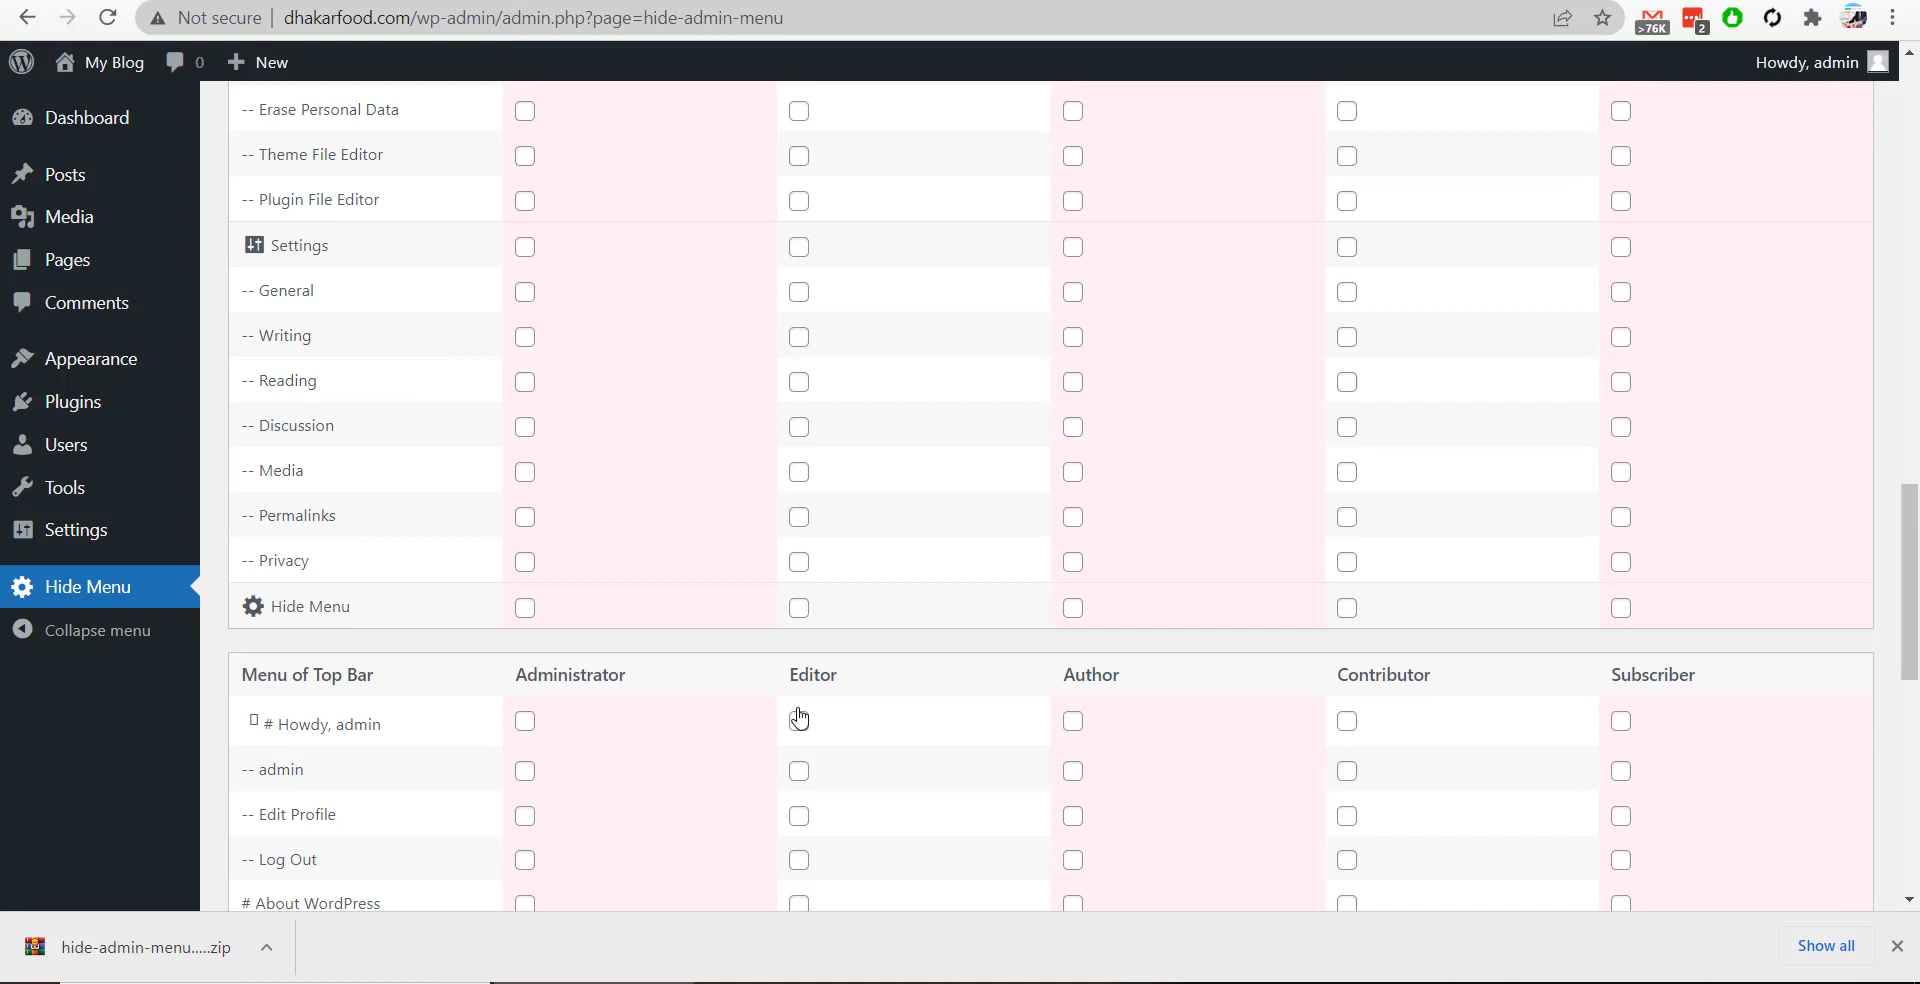 Not secure dhakarfood.com/wp-admin/admin.php?page=hide-admin-menu
>76K 2
My Blog 0 New Howdy, admin
Dashboard
Posts
Media
Pages
Comments
Appearance
Plugins
Users
Tools
Settings
Hide Menu
Collapse menu
-- Erase Personal Data
-- Theme File Editor
-- Plugin File Editor
Settings
-- General
-- Writing
-- Reading
-- Discussion
-- Media
-- Permalinks
-- Privacy
Hide Menu
Menu of Top Bar Administrator Editor Author Contributor Subscriber
# Howdy, admin
-- admin
-- Edit Profile
-- Log Out
# About WordPress
hide-admin-menu.....zip Show all